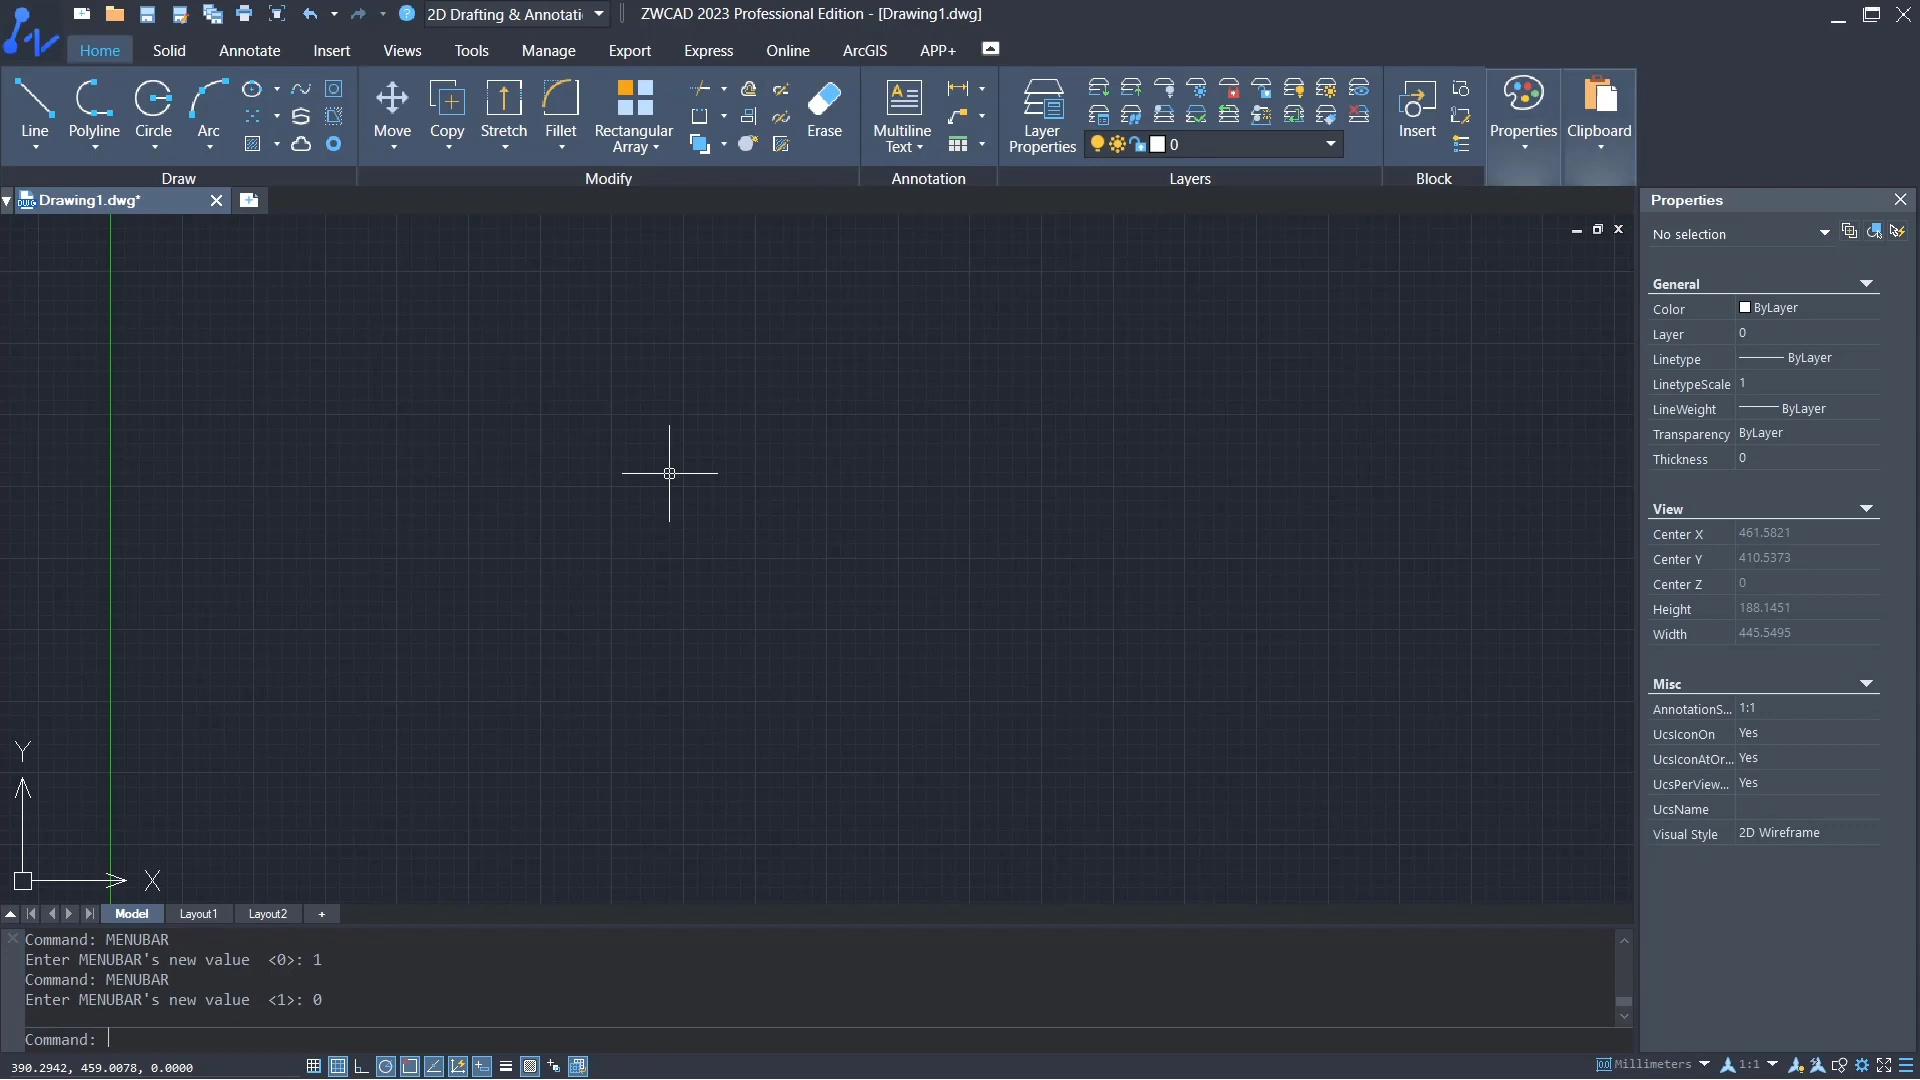 2D Drafting & Annotati
ZWCAD 2023 Professional Edition - [Drawing1.dwg]
Home
Solid
Annotate
Insert
Views
Tools
Manage
Export
Express
Online
ArcGIS
APP+
Line
Polyline
Circle
Arc
Move
Copy
Stretch
Fillet
Rectangular
Array
Erase
Multiline
Text
Layer
Properties
0
Insert
Properties
Clipboard
Draw
Modify
Annotation
Layers
Block
Drawing1.dwg*
Properties
No selection
General
Color ByLayer
Layer 0
Linetype ByLayer
LinetypeScale 1
LineWeight ByLayer
Transparency ByLayer
Thickness 0
View
Center X 461.5821
Center Y 410.5373
Center Z 0
Height 188.1451
Width 445.5495
Misc
AnnotationS... 1:1
UcsIconOn Yes
UcsIconAtOr... Yes
UcsPerView... Yes
UcsName
Visual Style 2D Wireframe
Y
X
Model
Layout1
Layout2
+
Command: MENUBAR
Enter MENUBAR's new value <0>: 1
Command: MENUBAR
Enter MENUBAR's new value <1>: 0
Command:
390.2942, 459.0078, 0.0000
Millimeters
1:1